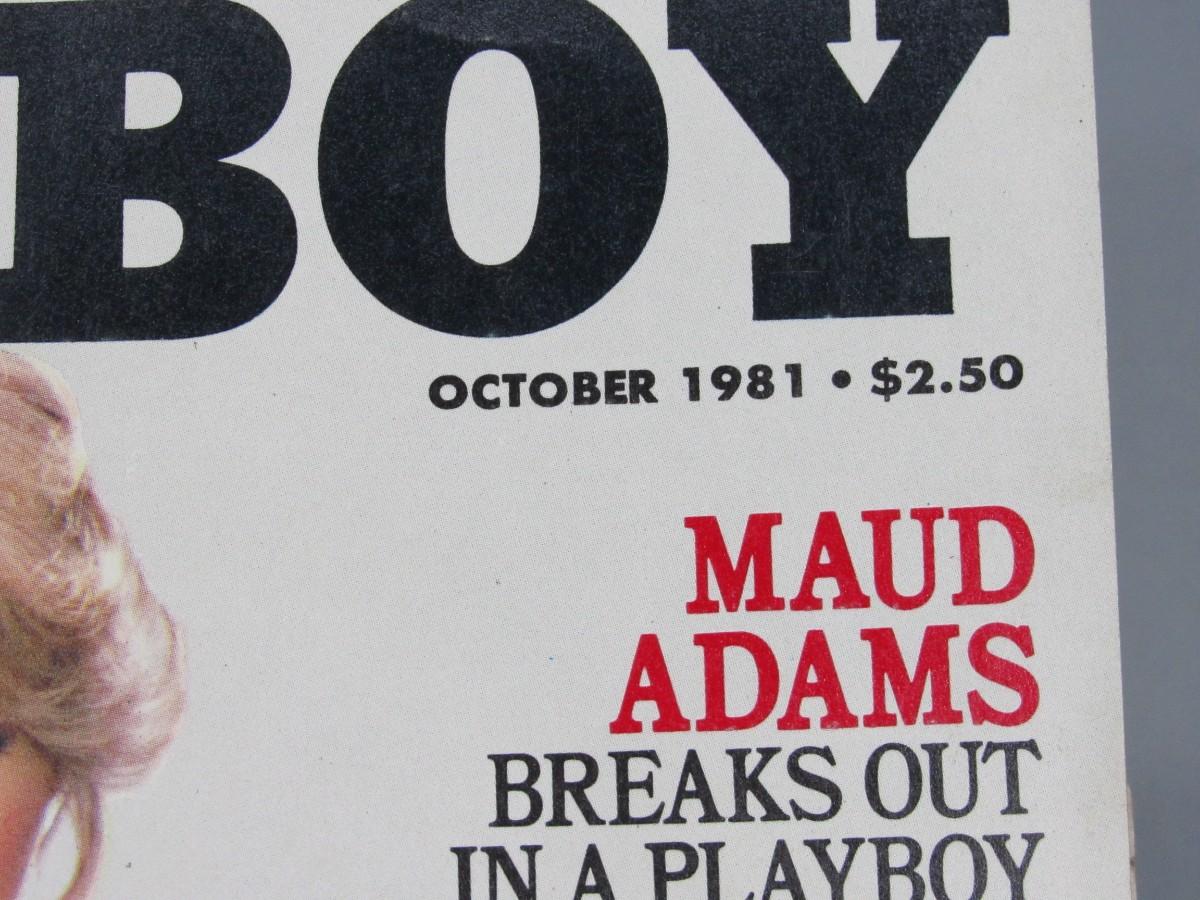 BOY
OCTOBER 1981 • $2.50
MAUD
ADAMS
BREAKS OUT
IN A PLAYBOY